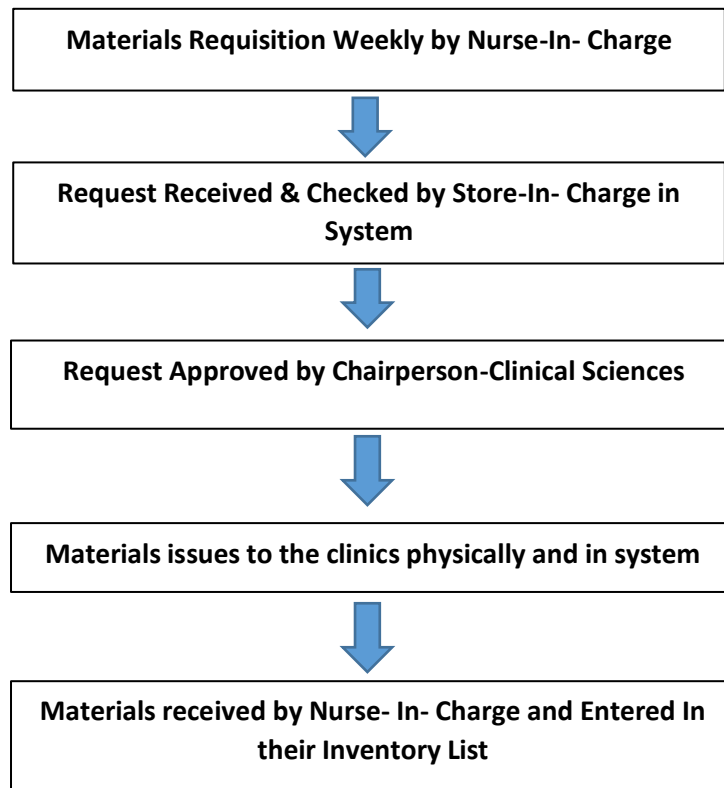 Materials Requisition Weekly by Nurse-In- Charge
Request Received & Checked by Store-In- Charge in
System
Request Approved by Chairperson-Clinical Sciences
Materials issues to the clinics physically and in system
Materials received by Nurse- In- Charge and Entered In
their Inventory List